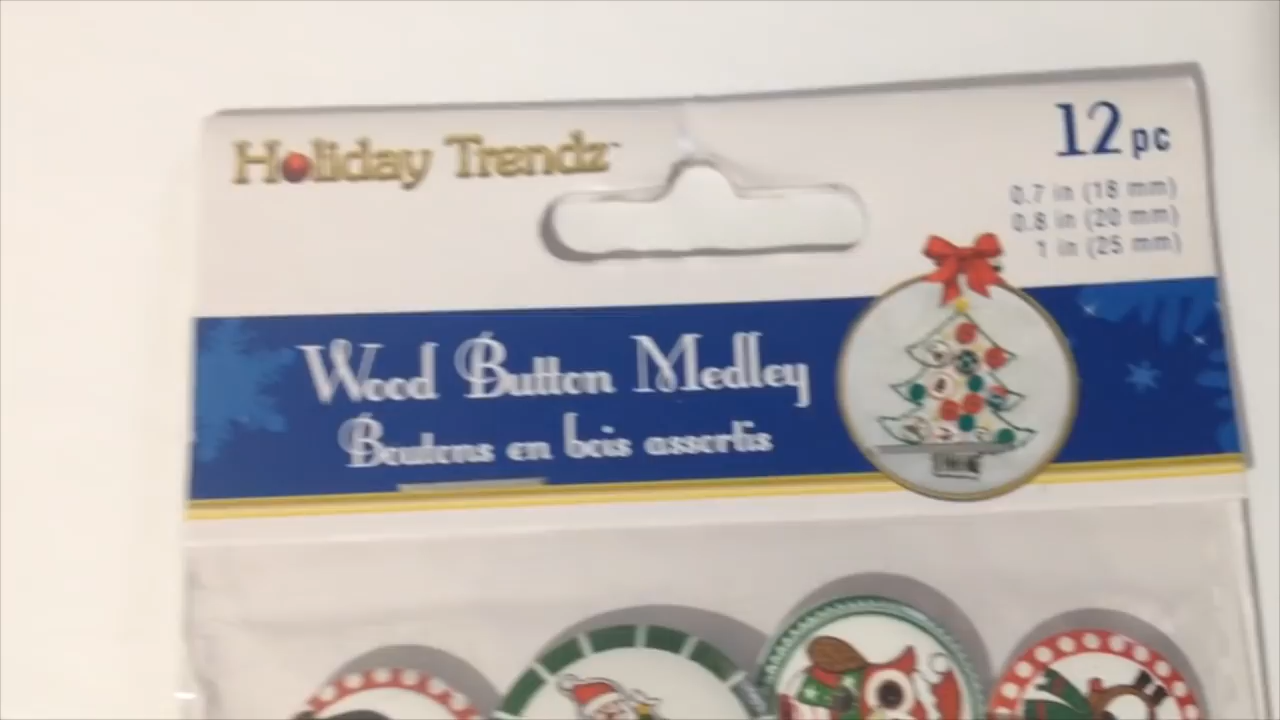 Holiday Trendz
12 pc
0.7 in (18 mm)
0.8 in (20 mm)
1 in (25 mm)
Wood Button Medley
Boutons en bois assortis